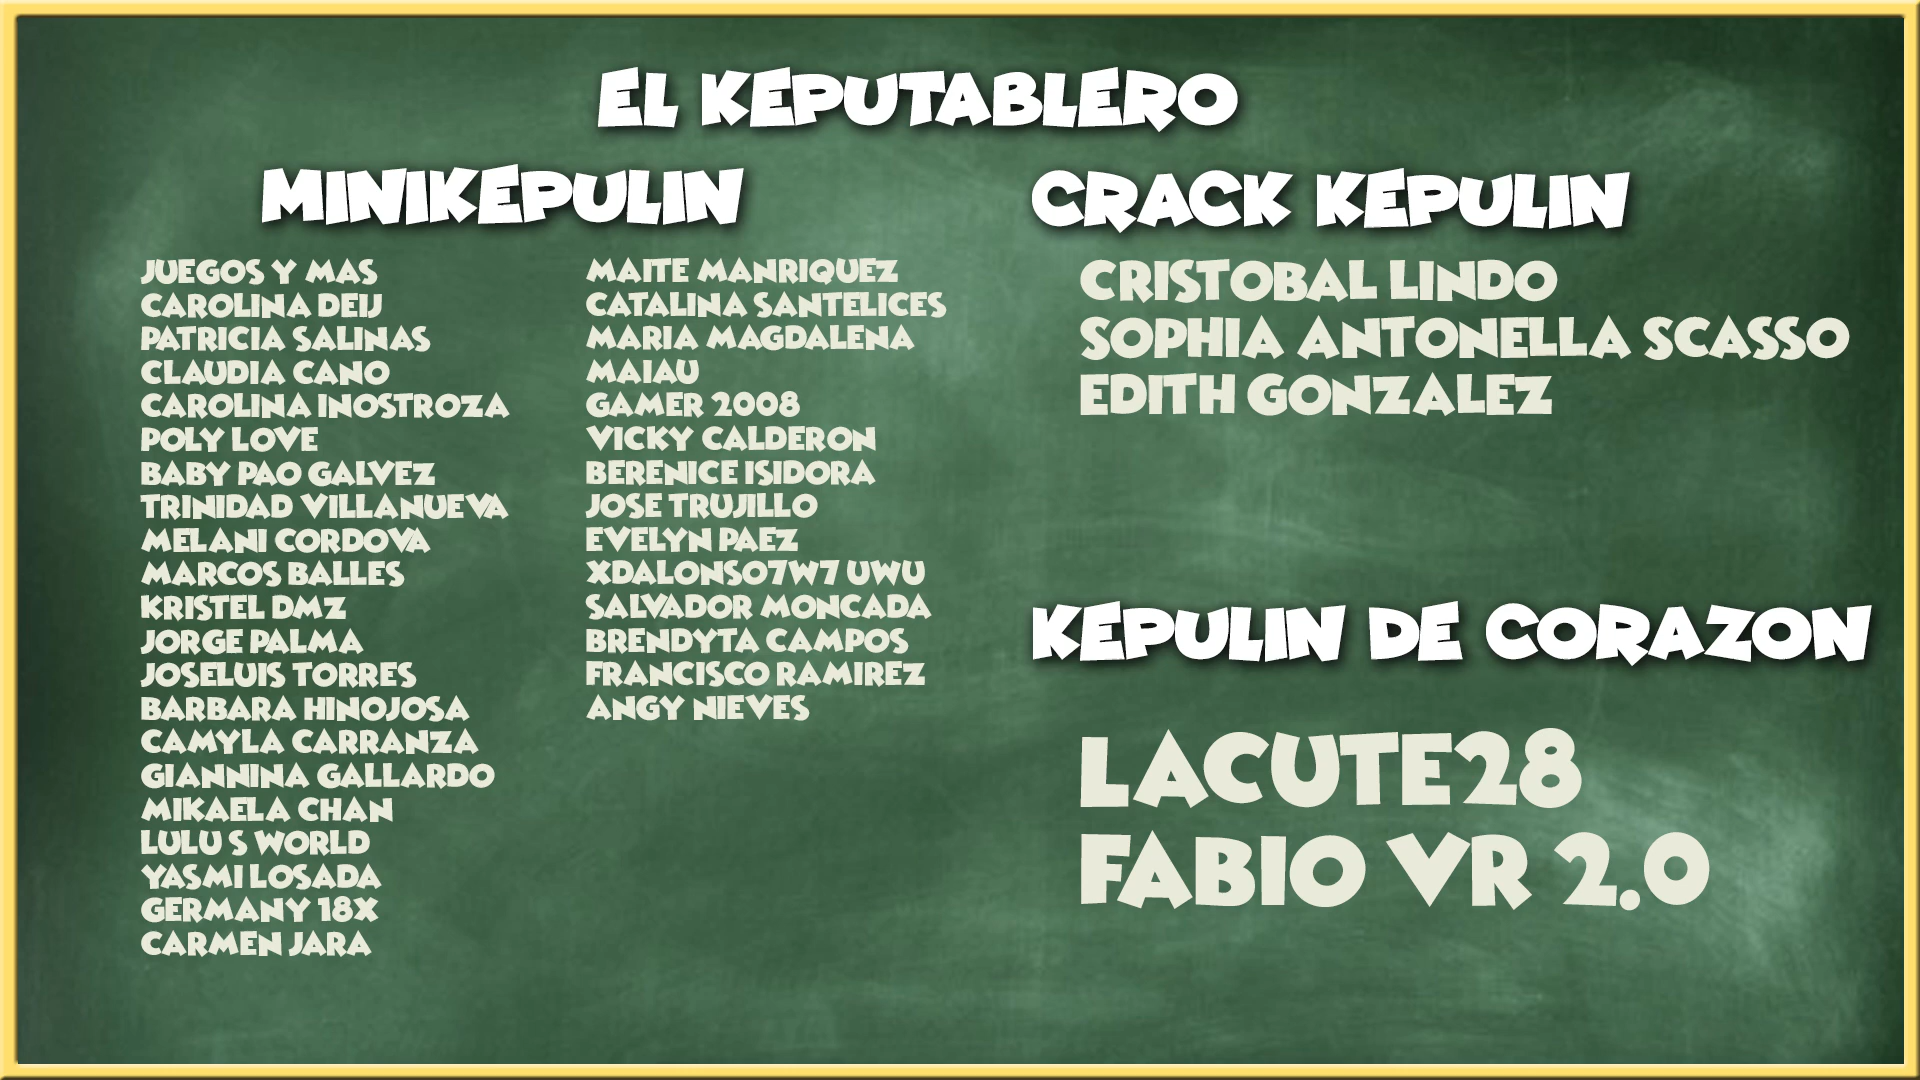 EL KEPUTABLERO
MINIKEPULIN
JUEGOS Y MAS
CAROLINA DEIJ
PATRICIA SALINAS
CLAUDIA CANO
CAROLINA INOSTROZA
POLY LOVE
BABY PAO GALVEZ
TRINIDAD VILLANUEVA
MELANI CORDOVA
MARCOS BALLES
KRISTEL DMZ
JORGE PALMA
JOSELUIS TORRES
BARBARA HINOJOSA
CAMYLA CARRANZA
GIANNINA GALLARDO
MIKAELA CHAN
LULU S WORLD
YASMI LOSADA
GERMANY 18X
CARMEN JARA
MAITE MANRIQUEZ
CATALINA SANTELICES
MARIA MAGDALENA
MAIAU
GAMER 2008
VICKY CALDERON
BERENICE ISIDORA
JOSE TRUJILLO
EVELYN PAEZ
XDALONSO7W7 UWU
SALVADOR MONCADA
BRENDYTA CAMPOS
FRANCISCO RAMIREZ
ANGY NIEVES
CRACK KEPULIN
CRISTOBAL LINDO
SOPHIA ANTONELLA SCASSO
EDITH GONZALEZ
KEPULIN DE CORAZON
LACUTE28
FABIO VR 2.0